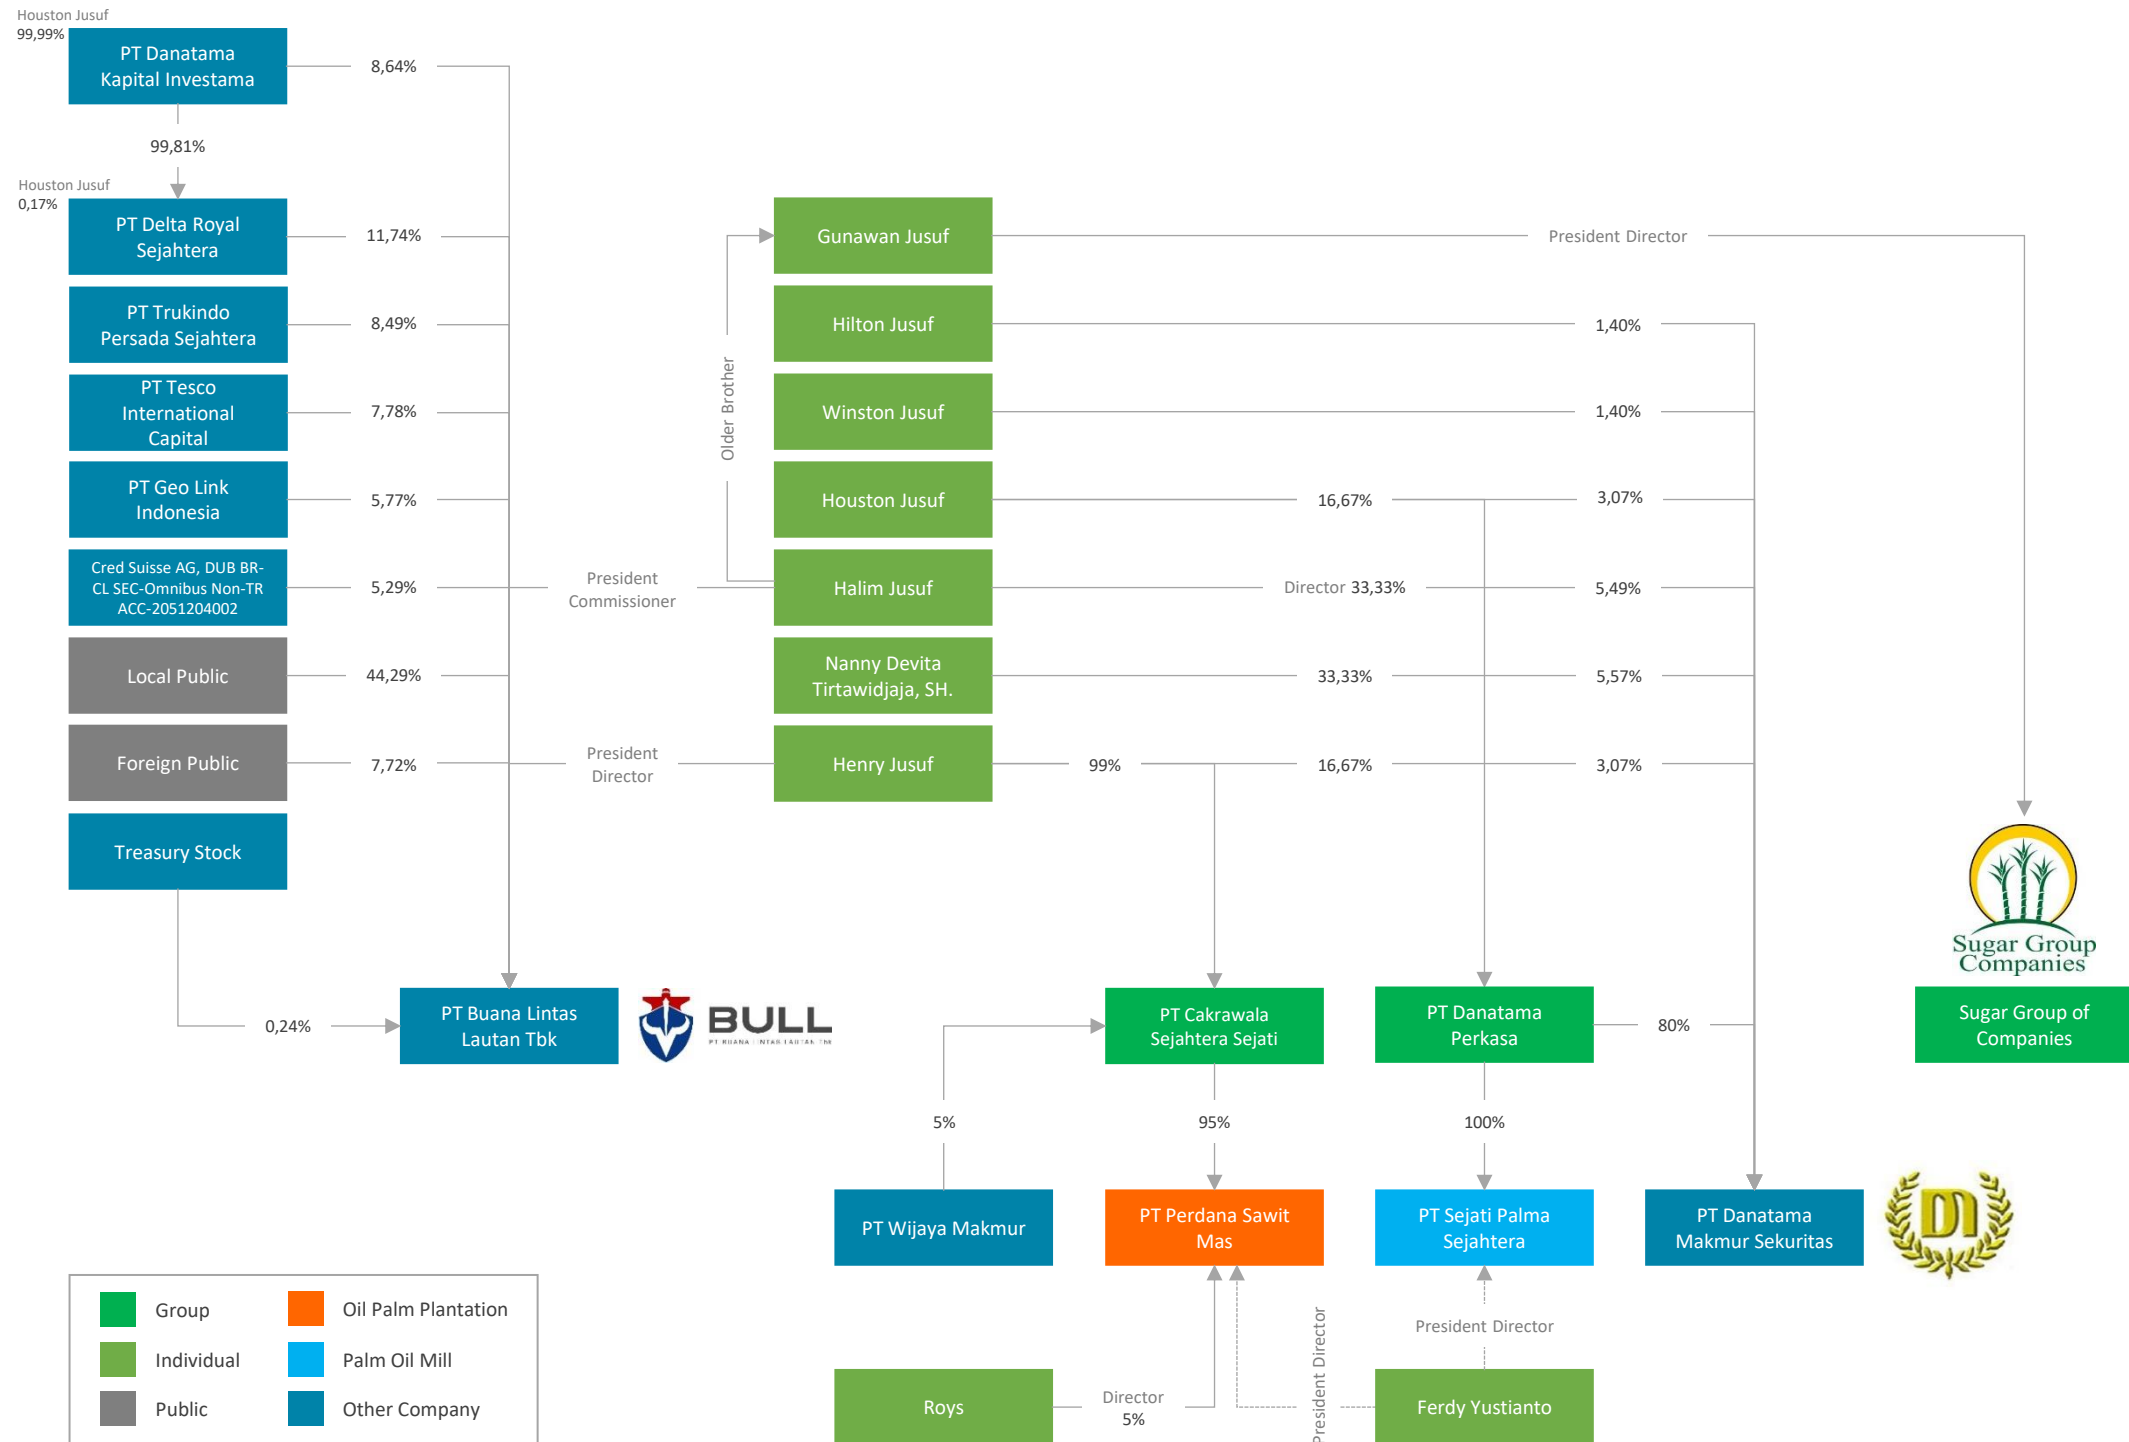 Houston Jusuf
99,99%
PT Danatama
Kapital Investama
8,64%
99,81%
Houston Jusuf
0,17%
PT Delta Royal
Sejahtera
11,74%
PT Trukindo
Persada Sejahtera
8,49%
PT Tesco
International
Capital
7,78%
PT Geo Link
Indonesia
5,77%
Cred Suisse AG, DUB BR-
CL SEC-Omnibus Non-TR
ACC-2051204002
5,29%
Local Public
44,29%
Foreign Public
7,72%
Treasury Stock
0,24%
PT Buana Lintas
Lautan Tbk
BULL
PT BUANA LINTAS LAUTAN Tbk
President
Commissioner
President
Director
Older Brother
Gunawan Jusuf
President Director
Hilton Jusuf
1,40%
Winston Jusuf
1,40%
Houston Jusuf
16,67%
3,07%
Halim Jusuf
Director 33,33%
5,49%
Nanny Devita
Tirtawidjaja, SH.
33,33%
5,57%
Henry Jusuf
99%
16,67%
3,07%
Sugar Group
Companies
Sugar Group of
Companies
PT Cakrawala
Sejahtera Sejati
PT Danatama
Perkasa
80%
5%
95%
100%
PT Wijaya Makmur
PT Perdana Sawit
Mas
PT Sejati Palma
Sejahtera
PT Danatama
Makmur Sekuritas
President Director
President Director
Roys
Director
5%
Ferdy Yustianto
Group
Oil Palm Plantation
Individual
Palm Oil Mill
Public
Other Company